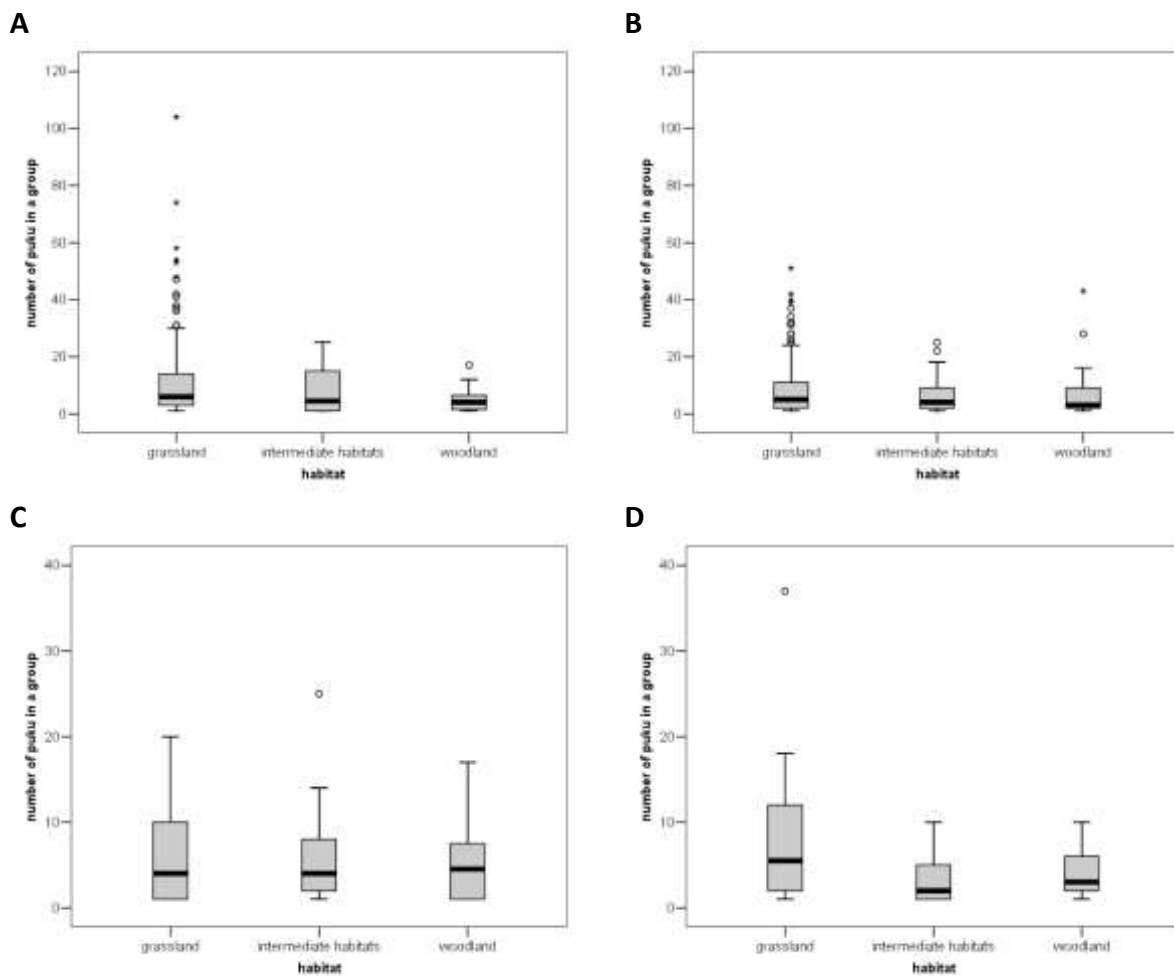 A
number of puku in a group
120
100
80
60
40
20
0
grassland intermediate habitats woodland
habitat
B
number of puku in a group
120
100
80
60
40
20
0
grassland intermediate habitats woodland
habitat
C
number of puku in a group
40
30
20
10
0
grassland intermediate habitats woodland
habitat
D
number of puku in a group
40
30
20
10
0
grassland intermediate habitats woodland
habitat